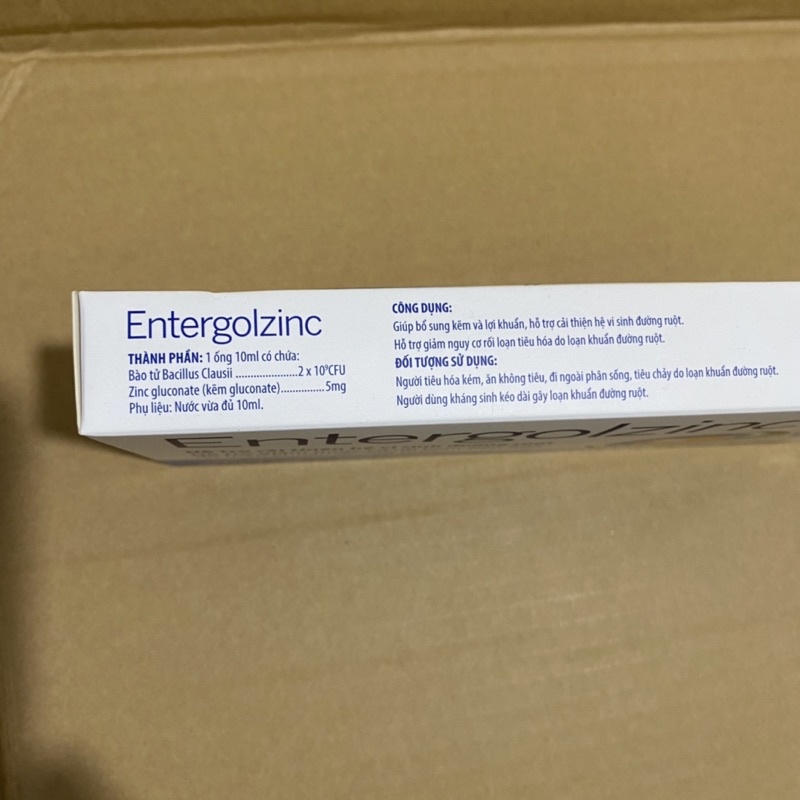 Entergolzinc
THÀNH PHẦN: 1 ống 10ml có chứa:
Bào tử Bacillus Clausii .....................2 x 10⁹CFU
Zinc gluconate (kẽm gluconate)...............5mg
Phụ liệu: Nước vừa đủ 10ml.
CÔNG DỤNG:
Giúp bổ sung kẽm và lợi khuẩn, hỗ trợ cải thiện hệ vi sinh đường ruột.
Hỗ trợ giảm nguy cơ rối loạn tiêu hóa do loạn khuẩn đường ruột.
ĐỐI TƯỢNG SỬ DỤNG:
Người tiêu hóa kém, ăn không tiêu, đi ngoài phân sống, tiêu chảy do loạn khuẩn đường ruột.
Người dùng kháng sinh kéo dài gây loạn khuẩn đường ruột.
Entergolzinc